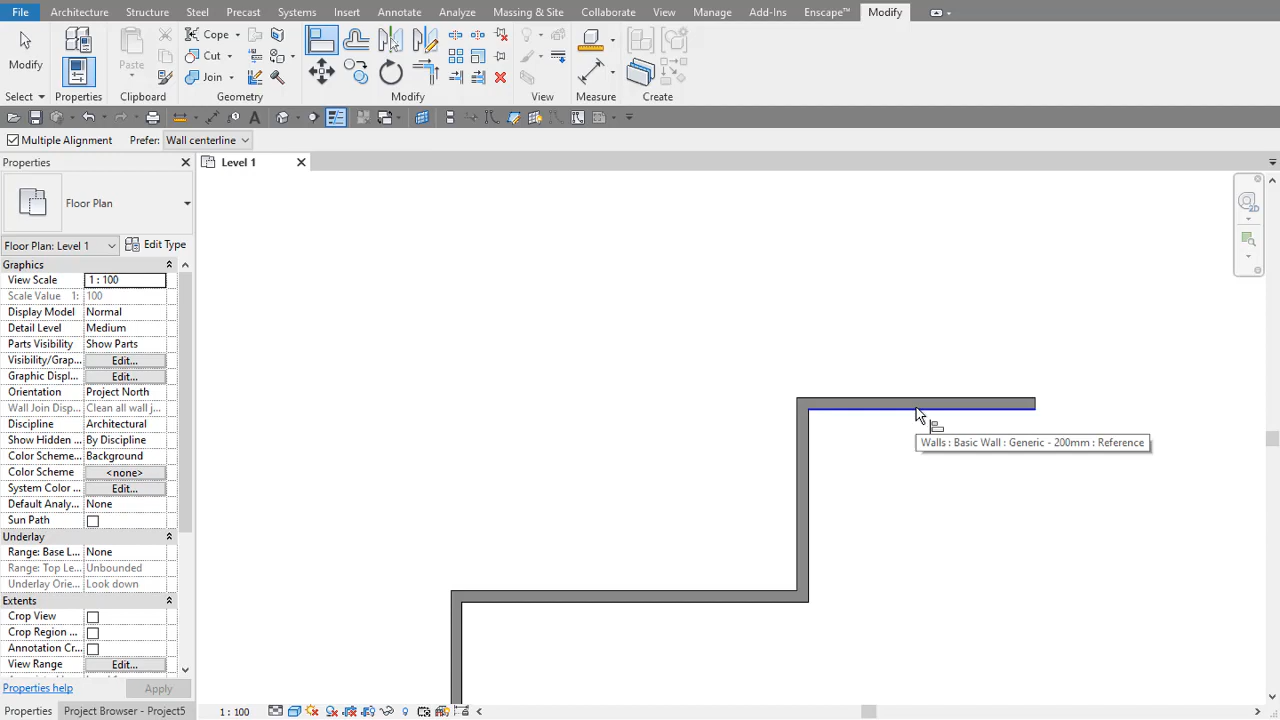 File Architecture Structure Steel Precast Systems Insert Annotate Analyze Massing & Site Collaborate View Manage Add-Ins Enscape™ Modify
Modify
Paste
Cope
Cut
Join
Select Properties Clipboard Geometry Modify View Measure Create
Multiple Alignment Prefer: Wall centerline
Properties
Level 1
Floor Plan
Floor Plan: Level 1 Edit Type
Graphics
View Scale 1 : 100
Scale Value 1: 100
Display Model Normal
Detail Level Medium
Parts Visibility Show Parts
Visibility/Grap... Edit...
Graphic Displ... Edit...
Orientation Project North
Wall Join Disp... Clean all wall j...
Discipline Architectural
Show Hidden ... By Discipline
Color Scheme... Background
Color Scheme <none>
System Color ... Edit...
Default Analy... None
Sun Path
Underlay
Range: Base L... None
Range: Top Le... Unbounded
Underlay Orie... Look down
Extents
Crop View
Crop Region ...
Annotation Cr...
View Range Edit...
Properties help Apply
Properties Project Browser - Project5
1 : 100
Walls : Basic Wall : Generic - 200mm : Reference
2D